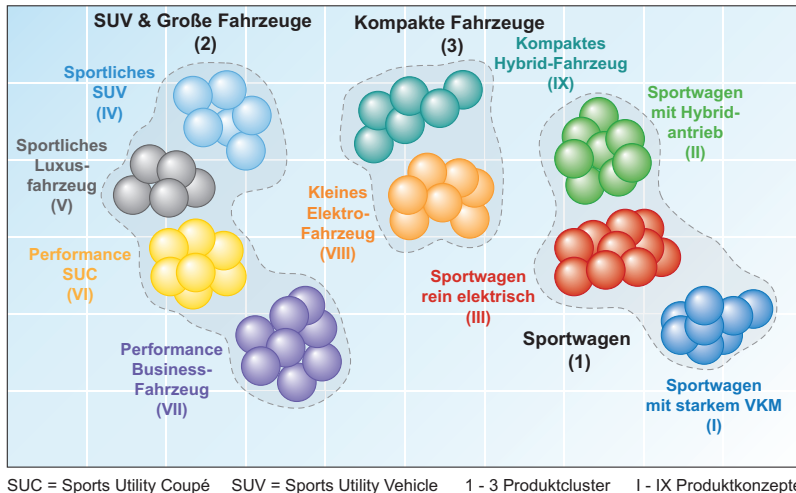 SUV & Große Fahrzeuge
(2)
Kompakte Fahrzeuge
(3)
Sportliches
SUV
(IV)
Kompaktes
Hybrid-Fahrzeug
(IX)
Sportwagen
mit Hybrid-
antrieb
(II)
Sportliches
Luxus-
fahrzeug
(V)
Kleines
Elektro-
Fahrzeug
(VIII)
Performance
SUC
(VI)
Sportwagen
rein elektrisch
(III)
Sportwagen
(1)
Performance
Business-
Fahrzeug
(VII)
Sportwagen
mit starkem VKM
(I)
SUC = Sports Utility Coupé SUV = Sports Utility Vehicle 1 - 3 Produktcluster I - IX Produktkonzepte